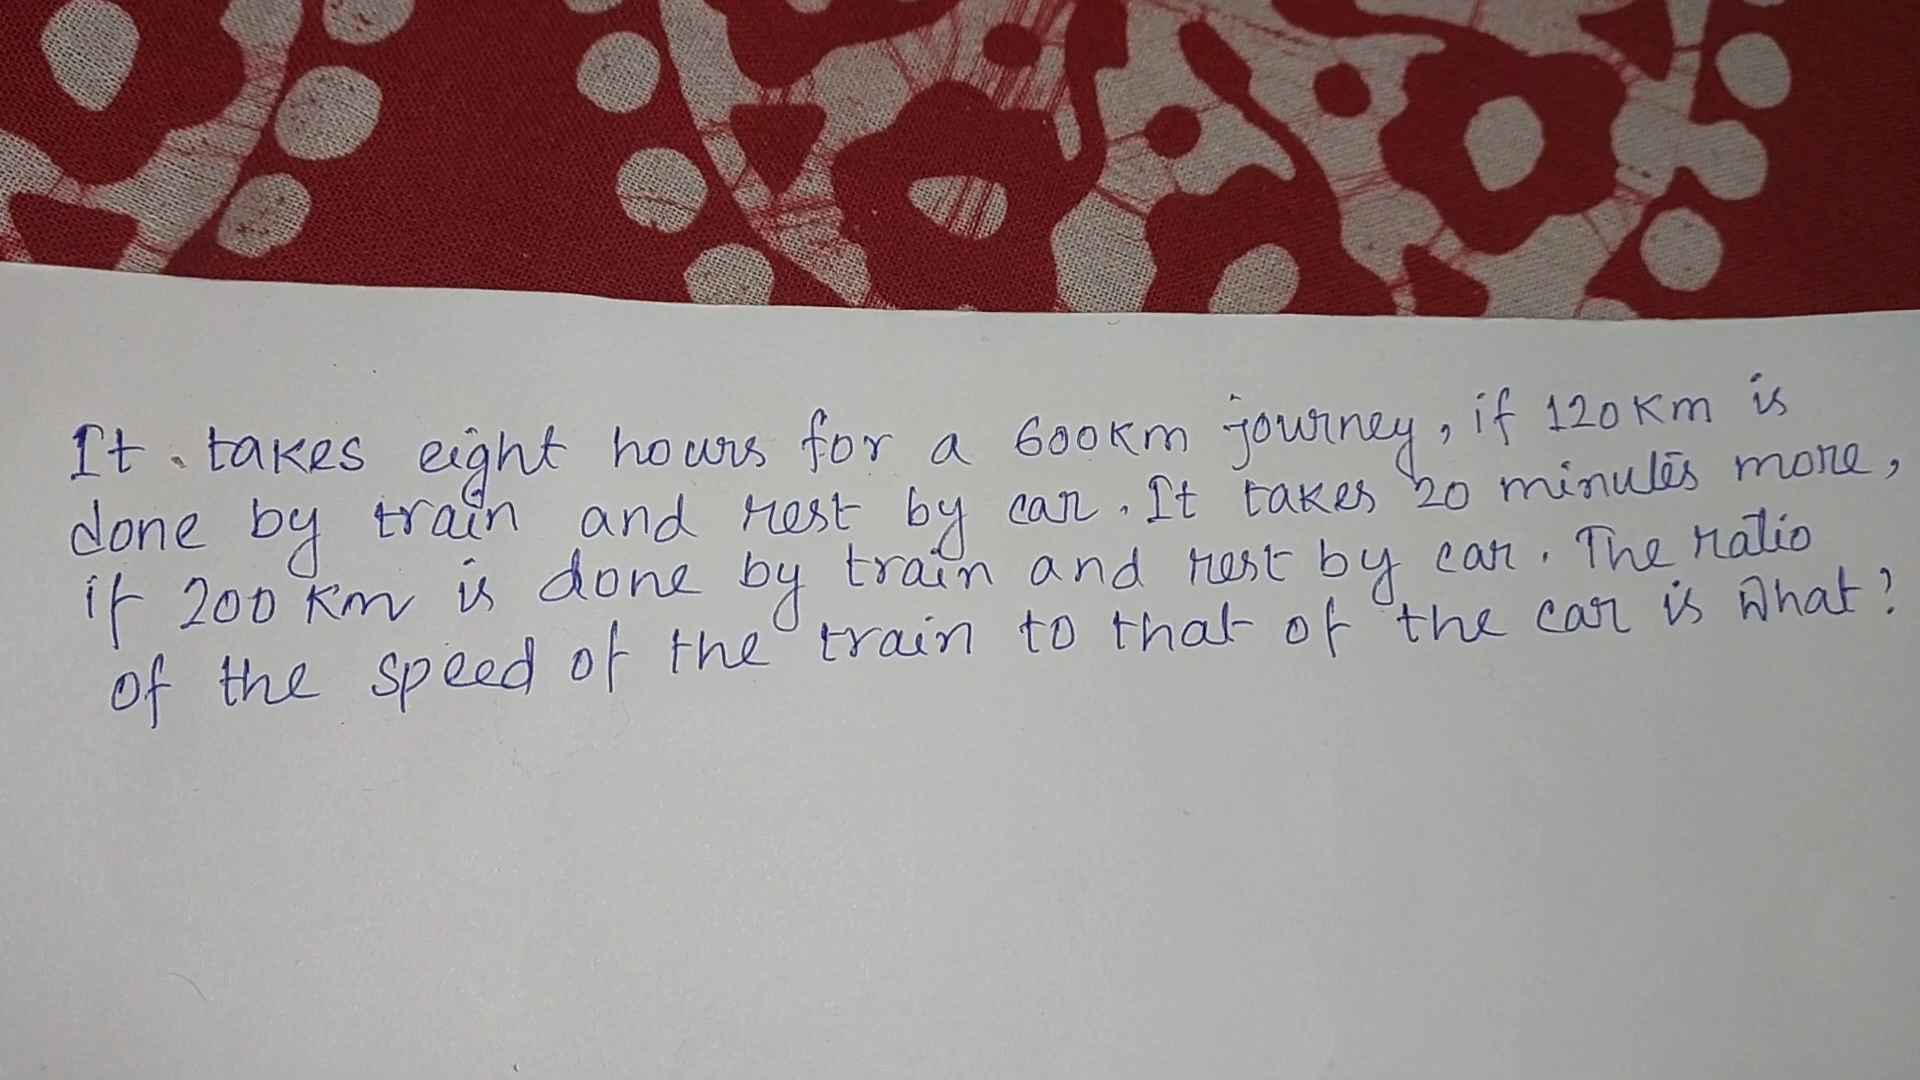 It takes eight hours for a 600km journey, if 120km is
done by train and rest by car. It takes 20 minutes more,
if 200 km is done by train and rest by car. The ratio
of the speed of the train to that of the car is What?